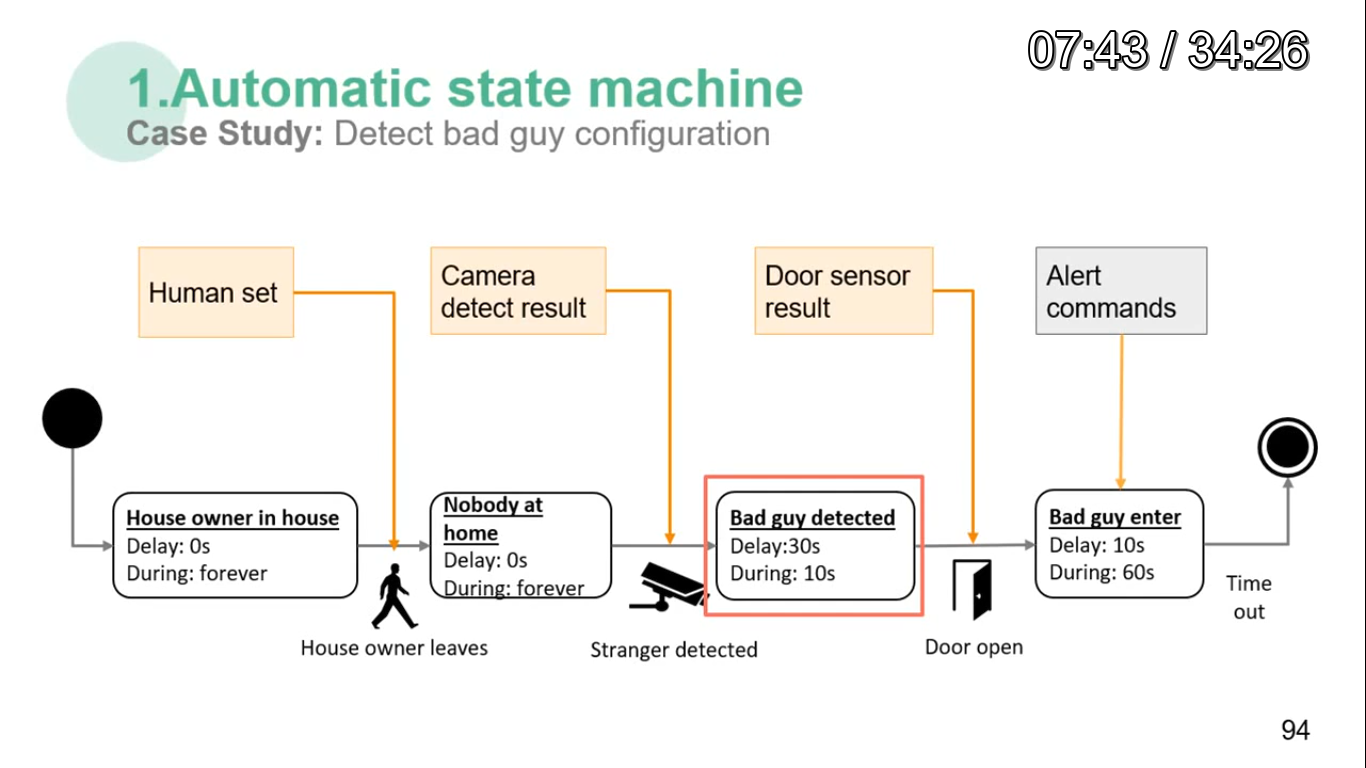 07:43 / 34:26
1.Automatic state machine
Case Study: Detect bad guy configuration
Human set
Camera
detect result
Door sensor
result
Alert
commands
House owner in house
Delay: 0s
During: forever
Nobody at
home
Delay: 0s
During: forever
Bad guy detected
Delay:30s
During: 10s
Bad guy enter
Delay: 10s
During: 60s
Time
out
House owner leaves
Stranger detected
Door open
94